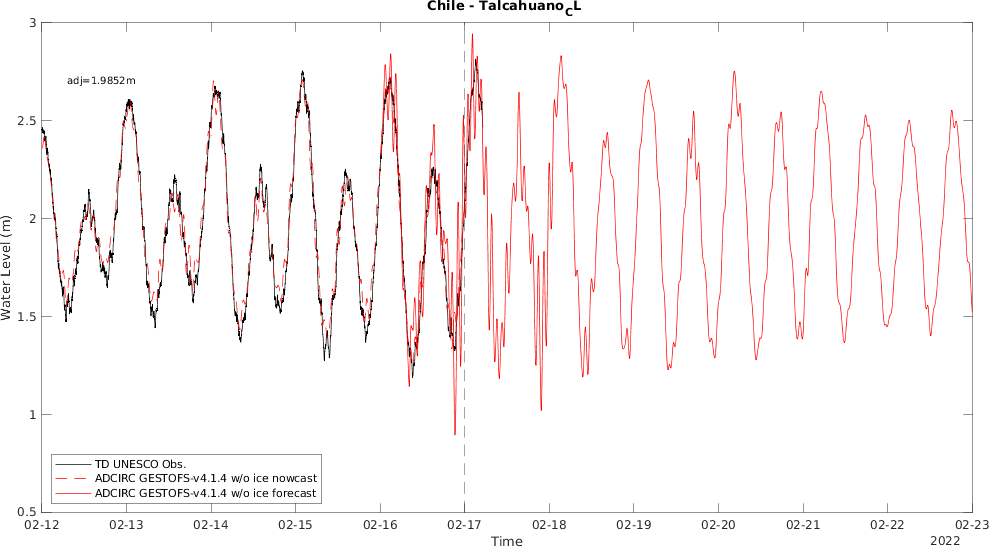 Chile - Talcahuano_CL
3
adj=1.9852m
2.5
2
Water Level (m)
1.5
1
TD UNESCO Obs.
ADCIRC GESTOFS-v4.1.4 w/o ice nowcast
ADCIRC GESTOFS-v4.1.4 w/o ice forecast
0.5
02-12 02-13 02-14 02-15 02-16 02-17 02-18 02-19 02-20 02-21 02-22 02-23
Time
2022